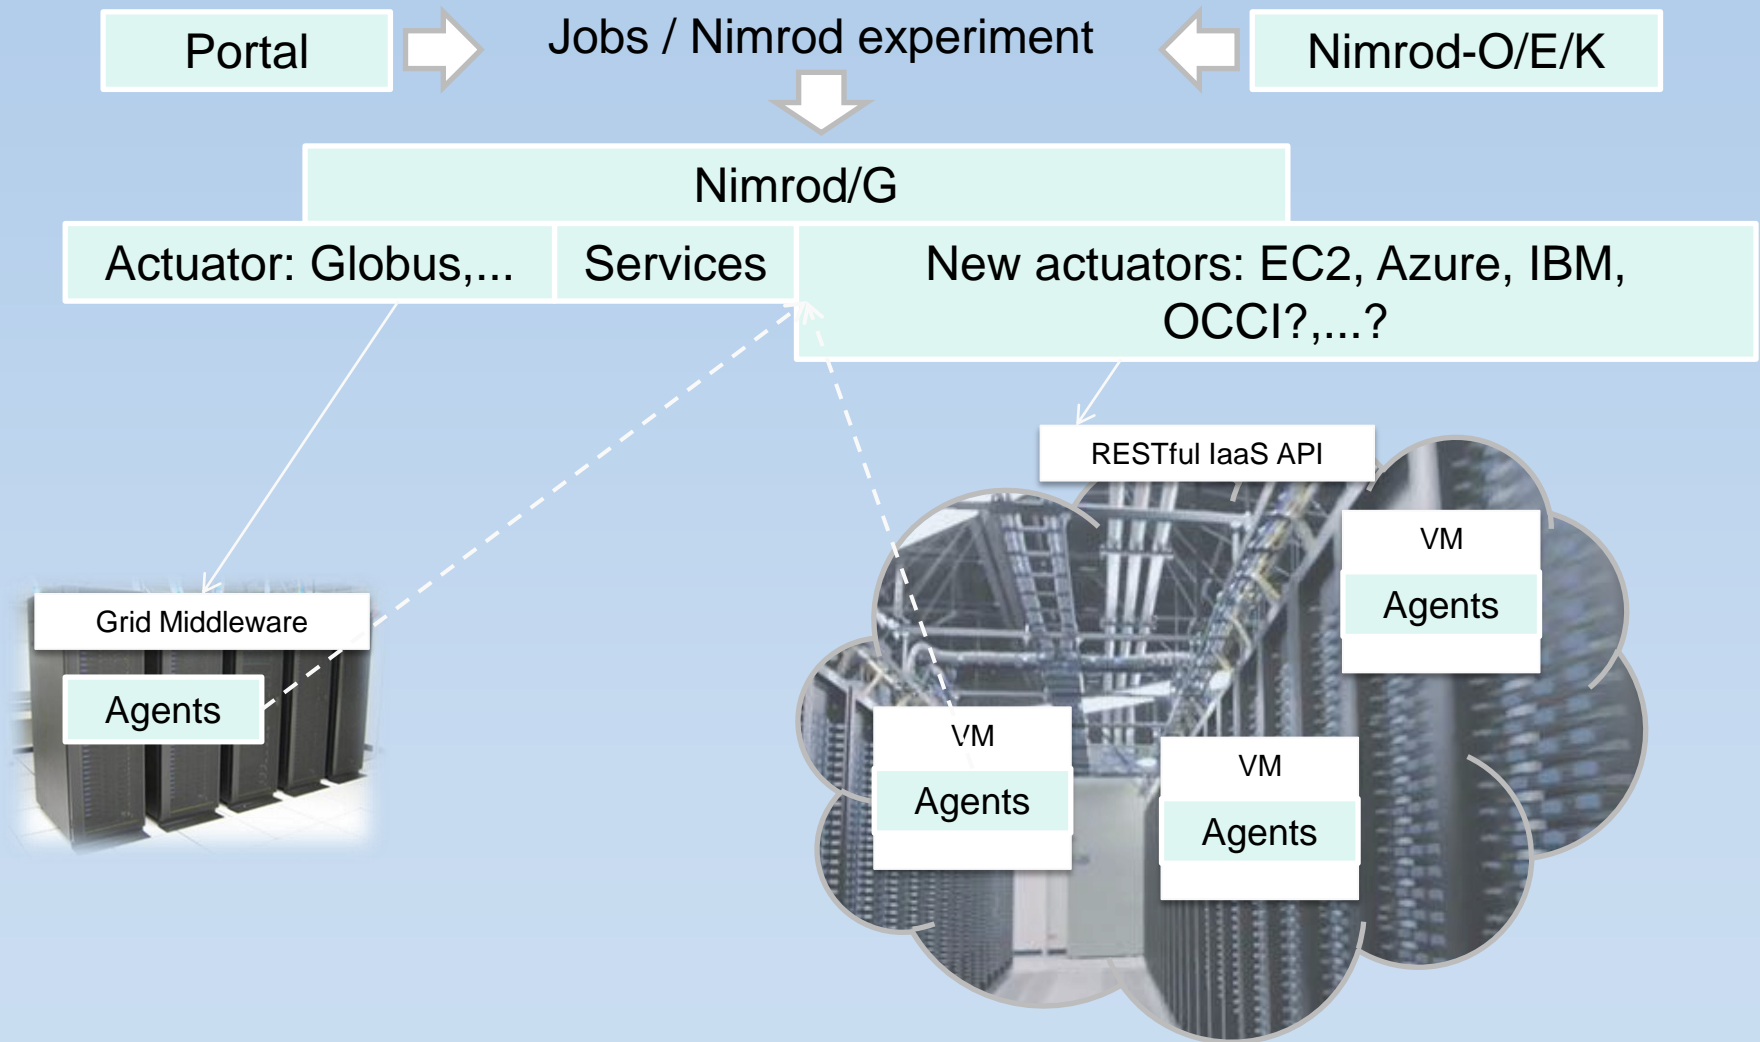 Portal
Jobs / Nimrod experiment
Nimrod-O/E/K
Nimrod/G
Actuator: Globus,...
Services
New actuators: EC2, Azure, IBM,
OCCI?,...?
RESTful IaaS API
VM
Agents
Grid Middleware
Agents
VM
Agents
VM
Agents